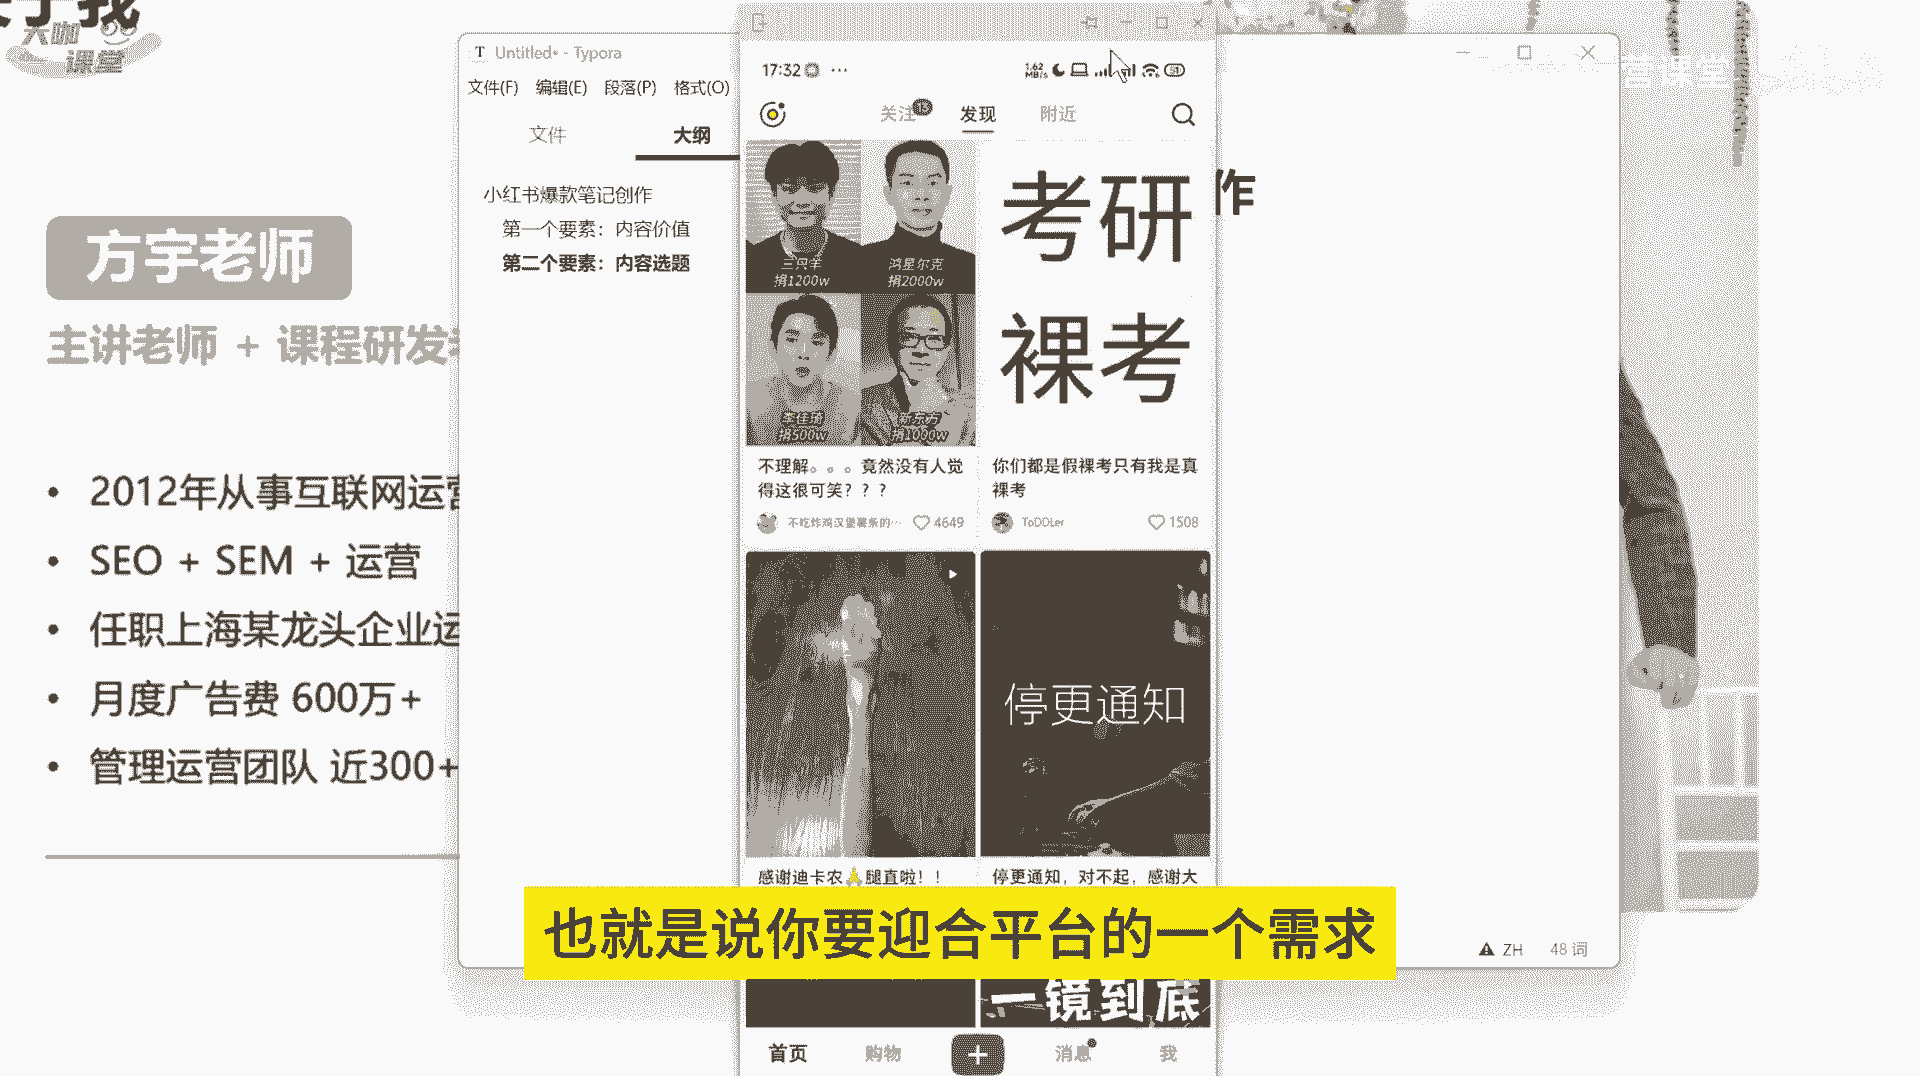 大咖
课堂
方宇老师
主讲老师 + 课程研发
• 2012年从事互联网运营
• SEO + SEM + 运营
• 任职上海某龙头企业运
• 月度广告费 600万+
• 管理运营团队 近300+
Untitled• - Typora
文件(F) 编辑(E) 段落(P) 格式(O)
文件 大纲
小红书爆款笔记创作
第一个要素：内容价值
第二个要素：内容选题
17:32
1.62 MB/s
51
关注 13 发现 附近
三只羊
捐1200w
鸿星尔克
捐2000w
李佳琦
捐500w
新东方
捐1000w
不理解。。。竟然没有人觉
得这很可笑？？？
不吃炸鸡汉堡薯条的… 4649
考研
裸考
你们都是假裸考只有我是真
裸考
ToDDLer 1508
作
感谢迪卡农🙏腿直啦！！
停更通知
停更通知，对不起，感谢大
一镜到底
首页 购物 + 消息 我
营课堂
ZH 48 词
也就是说你要迎合平台的一个需求